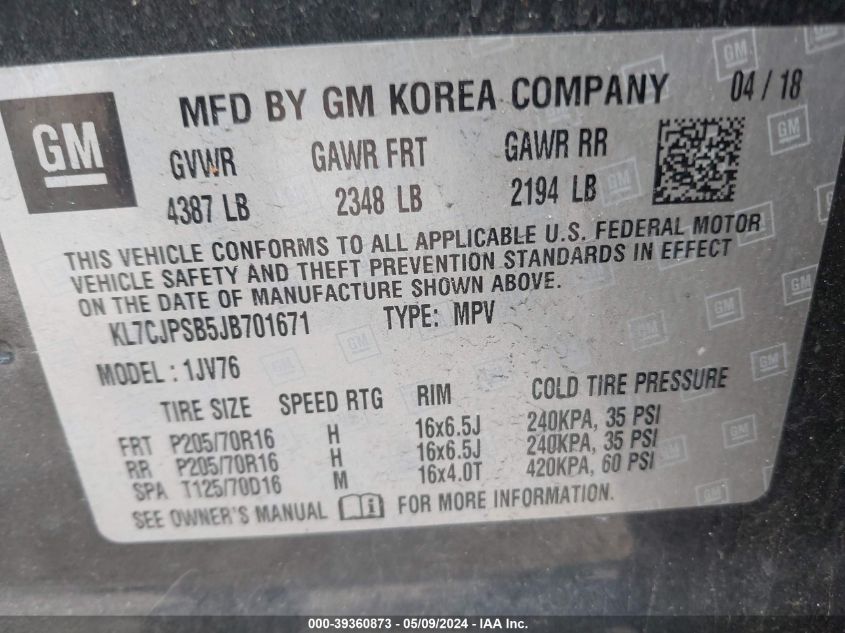 MFD BY GM KOREA COMPANY 04 / 18
GM
GVWR GAWR FRT GAWR RR
4387 LB 2348 LB 2194 LB
THIS VEHICLE CONFORMS TO ALL APPLICABLE U.S. FEDERAL MOTOR
VEHICLE SAFETY AND THEFT PREVENTION STANDARDS IN EFFECT
ON THE DATE OF MANUFACTURE SHOWN ABOVE.
KL7CJPSB5JB701671 TYPE: MPV
MODEL : 1JV76
TIRE SIZE SPEED RTG RIM COLD TIRE PRESSURE
FRT P205/70R16 H 16x6.5J 240KPA, 35 PSI
RR P205/70R16 H 16x6.5J 240KPA, 35 PSI
SPA T125/70D16 M 16x4.0T 420KPA, 60 PSI
SEE OWNER'S MANUAL FOR MORE INFORMATION.
000-39360873 - 05/09/2024 - IAA Inc.